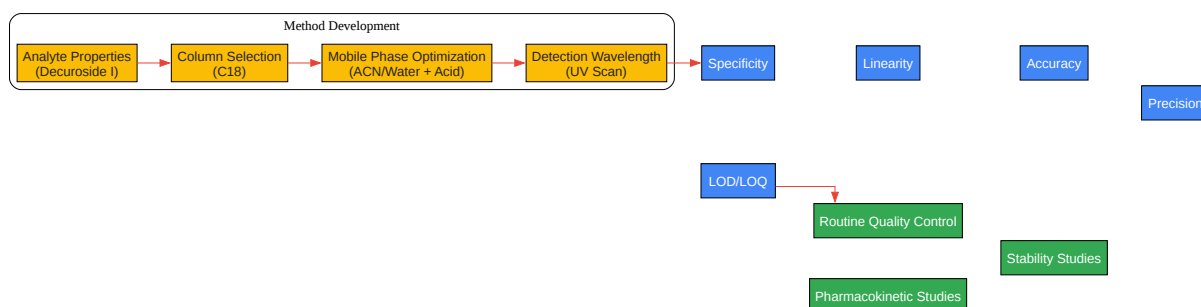 Method Development
Analyte Properties
(Decuroside I)
Column Selection
(C18)
Mobile Phase Optimization
(ACN/Water + Acid)
Detection Wavelength
(UV Scan)
Specificity
Linearity
Accuracy
Precision
LOD/LOQ
Routine Quality Control
Stability Studies
Pharmacokinetic Studies